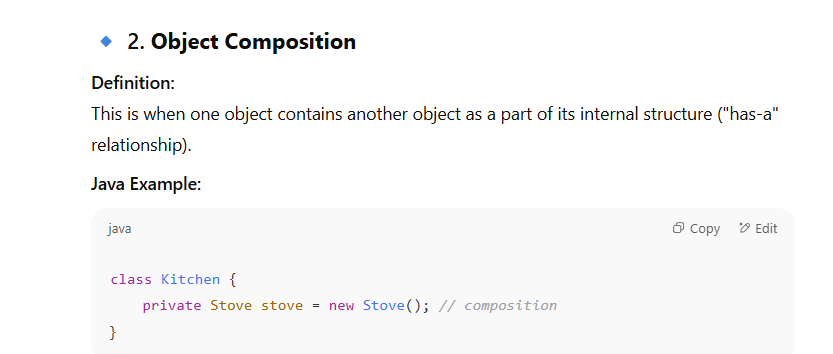 🔹 2. Object Composition
Definition:
This is when one object contains another object as a part of its internal structure ("has-a"
relationship).
Java Example:
java Copy Edit
class Kitchen {
    private Stove stove = new Stove(); // composition
}